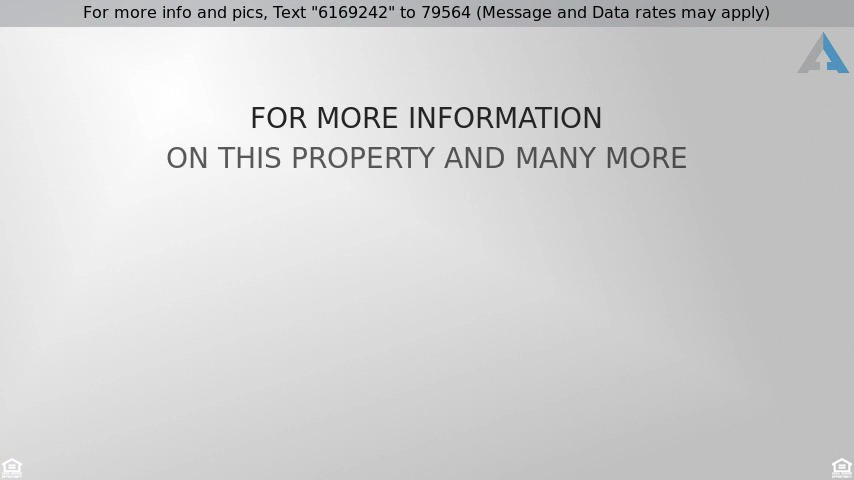 For more info and pics, Text "6169242" to 79564 (Message and Data rates may apply)
FOR MORE INFORMATION
ON THIS PROPERTY AND MANY MORE